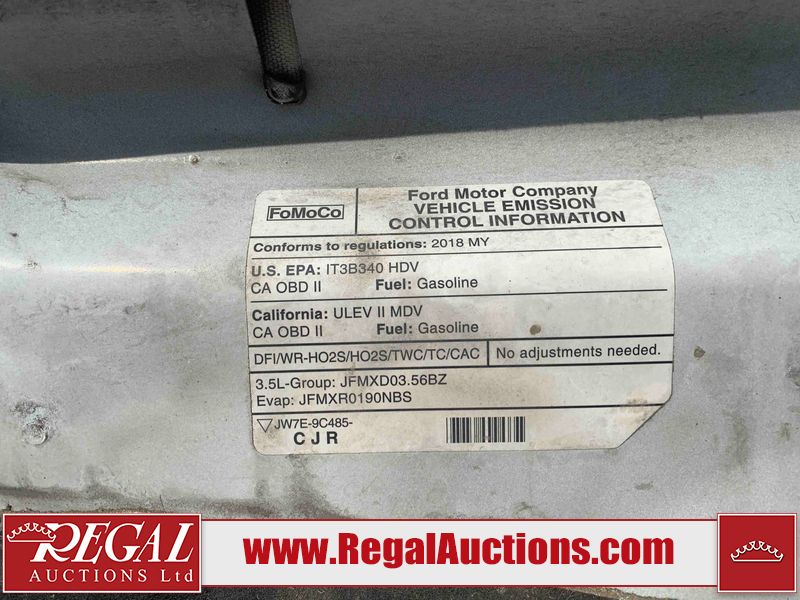 FoMoCo
Ford Motor Company
VEHICLE EMISSION
CONTROL INFORMATION
Conforms to regulations: 2018 MY
U.S. EPA: IT3B340 HDV
CA OBD II Fuel: Gasoline
California: ULEV II MDV
CA OBD II Fuel: Gasoline
DFI/WR-HO2S/HO2S/TWC/TC/CAC No adjustments needed.
3.5L-Group: JFMXD03.56BZ
Evap: JFMXR0190NBS
JW7E-9C485-
CJR
REGAL
AUCTIONS Ltd
www.RegalAuctions.com